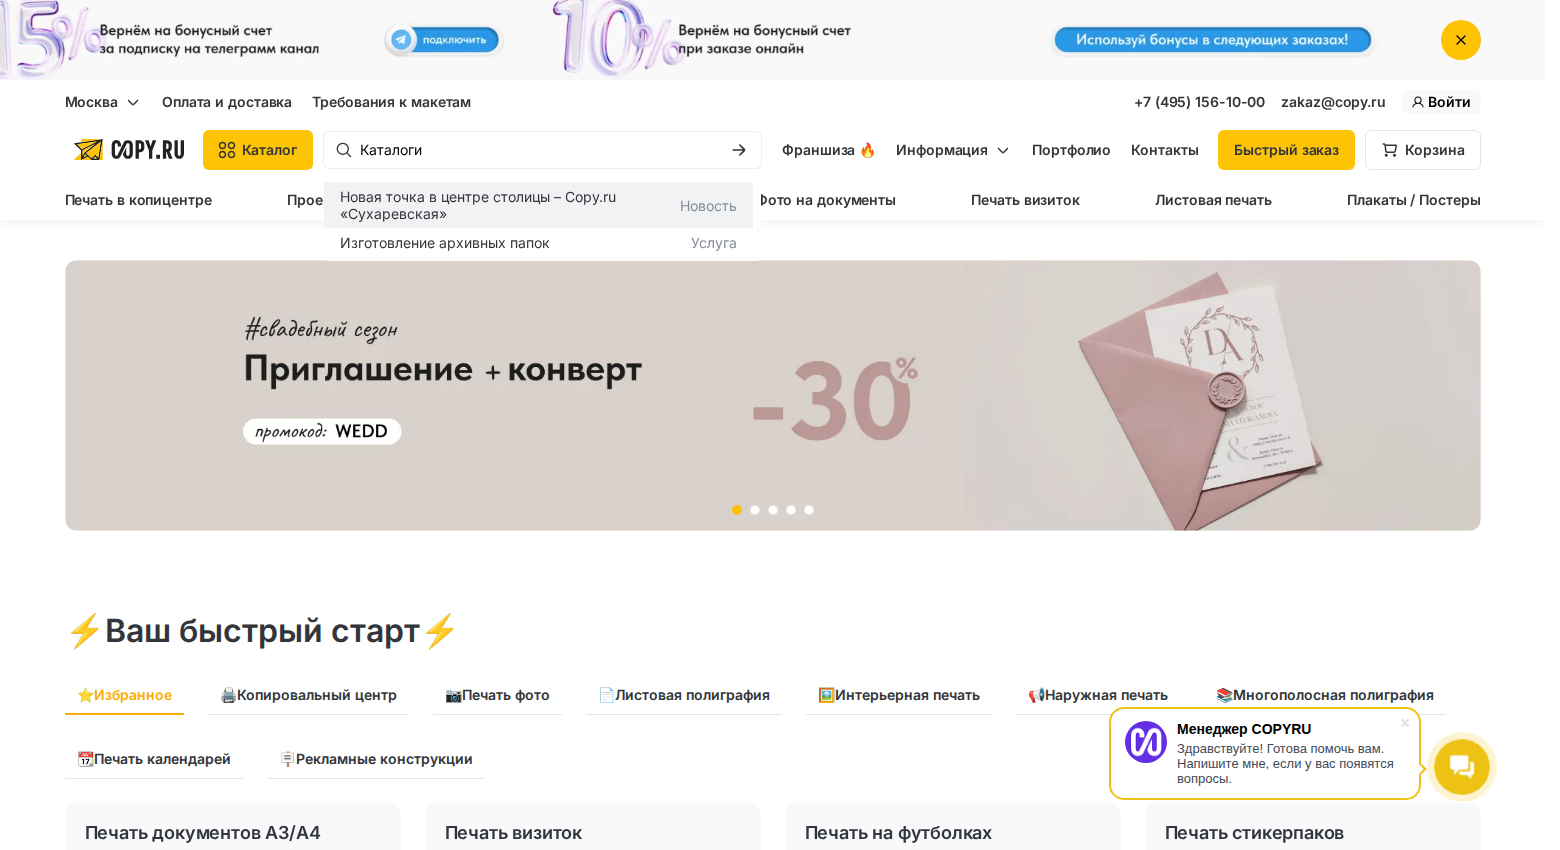 15%
Вернём на бонусный счет
за подписку на телеграмм канал
подключить
10%
Вернём на бонусный счет
при заказе онлайн
Используй бонусы в следующих заказах!
Москва
Оплата и доставка
Требования к макетам
+7 (495) 156-10-00
zakaz@copy.ru
Войти
COPY.RU
Каталог
Каталоги
Франшиза 🔥
Информация
Портфолио
Контакты
Быстрый заказ
Корзина
Печать в копицентре
Прое
Фото на документы
Печать визиток
Листовая печать
Плакаты / Постеры
Новая точка в центре столицы – Copy.ru
«Сухаревская»
Новость
Изготовление архивных папок
Услуга
#свадебный сезон
Приглашение + конверт
промокод: WEDD
-30%
DA
&
⚡Ваш быстрый старт⚡
⭐Избранное
🖨️Копировальный центр
📷Печать фото
📄Листовая полиграфия
🖼️Интерьерная печать
📢Наружная печать
📚Многополосная полиграфия
📆Печать календарей
🪧Рекламные конструкции
Менеджер COPYRU
Здравствуйте! Готова помочь вам.
Напишите мне, если у вас появятся
вопросы.
Печать документов А3/А4
Печать визиток
Печать на футболках
Печать стикерпаков